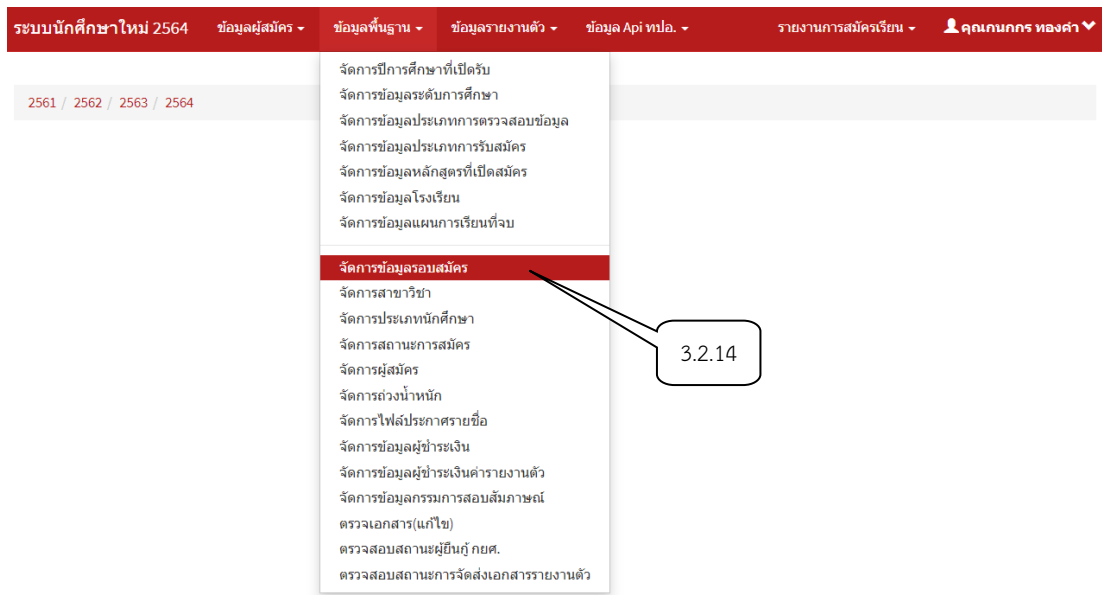 ระบบนักศึกษาใหม่ 2564 ข้อมูลผู้สมัคร ข้อมูลพื้นฐาน ข้อมูลรายงานตัว ข้อมูล Api ทปอ. รายงานการสมัครเรียน คุณกนกกร ทองคำ
2561 / 2562 / 2563 / 2564
จัดการปีการศึกษาที่เปิดรับ
จัดการข้อมูลระดับการศึกษา
จัดการข้อมูลประเภทการตรวจสอบข้อมูล
จัดการข้อมูลประเภทการรับสมัคร
จัดการข้อมูลหลักสูตรที่เปิดสมัคร
จัดการข้อมูลโรงเรียน
จัดการข้อมูลแผนการเรียนที่จบ
จัดการข้อมูลรอบสมัคร
จัดการสาขาวิชา
จัดการประเภทนักศึกษา
จัดการสถานะการสมัคร
3.2.14
จัดการผู้สมัคร
จัดการถ่วงน้ำหนัก
จัดการไฟล์ประกาศรายชื่อ
จัดการข้อมูลผู้ชำระเงิน
จัดการข้อมูลผู้ชำระเงินค่ารายงานตัว
จัดการข้อมูลกรรมการสอบสัมภาษณ์
ตรวจเอกสาร(แก้ไข)
ตรวจสอบสถานะผู้ยืนกู้ กยศ.
ตรวจสอบสถานะการจัดส่งเอกสารรายงานตัว